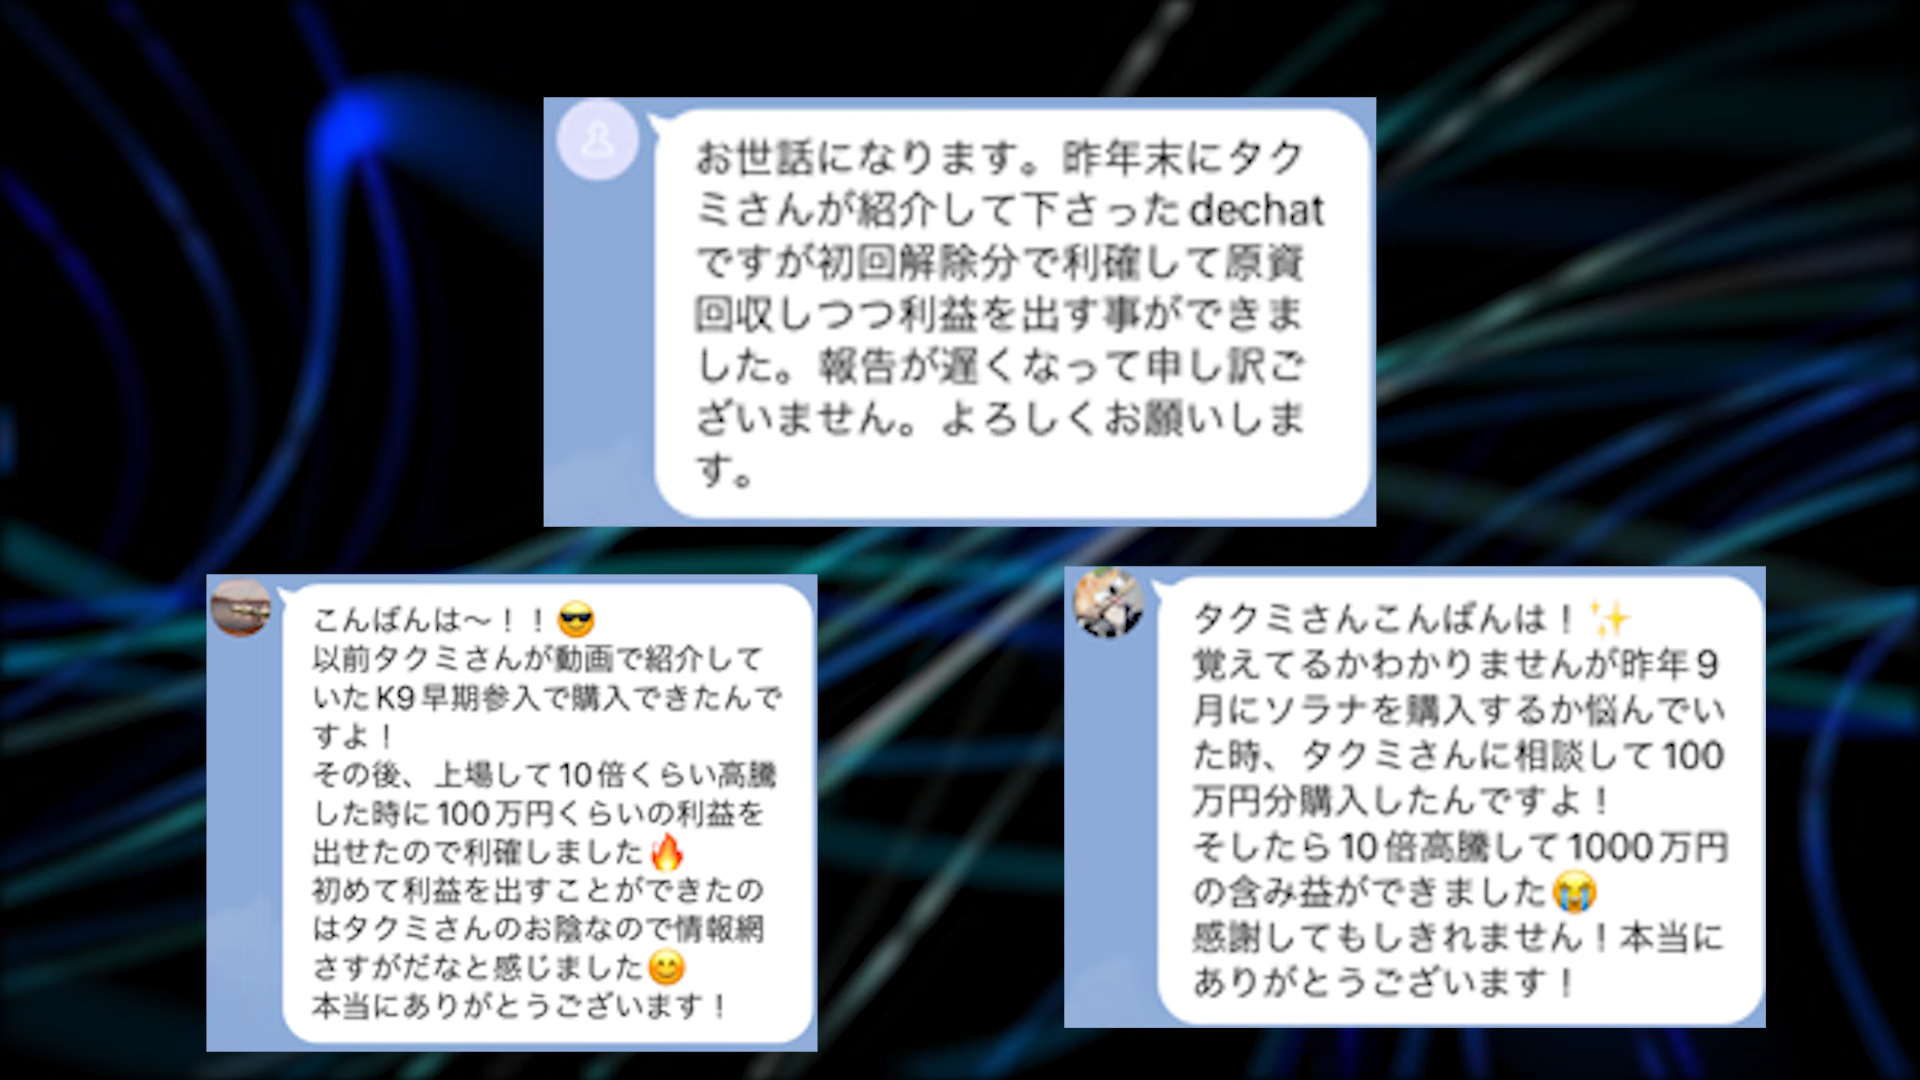 お世話になります。昨年末にタク
ミさんが紹介して下さったdechat
ですが初回解除分で利確して原資
回収しつつ利益を出す事ができま
した。報告が遅くなって申し訳ご
ざいません。よろしくお願いしま
す。
こんばんは〜！！😎
以前タクミさんが動画で紹介して
いたK9早期参入で購入できたんで
すよ！
その後、上場して10倍くらい高騰
した時に100万円くらいの利益を
出せたので利確しました🔥
初めて利益を出すことができたの
はタクミさんのお陰なので情報網
さすがだなと感じました😊
本当にありがとうございます！
タクミさんこんばんは！✨
覚えてるかわかりませんが昨年9
月にソラナを購入するか悩んでい
た時、タクミさんに相談して100
万円分購入したんですよ！
そしたら10倍高騰して1000万円
の含み益ができました😭
感謝してもしきれません！本当に
ありがとうございます！